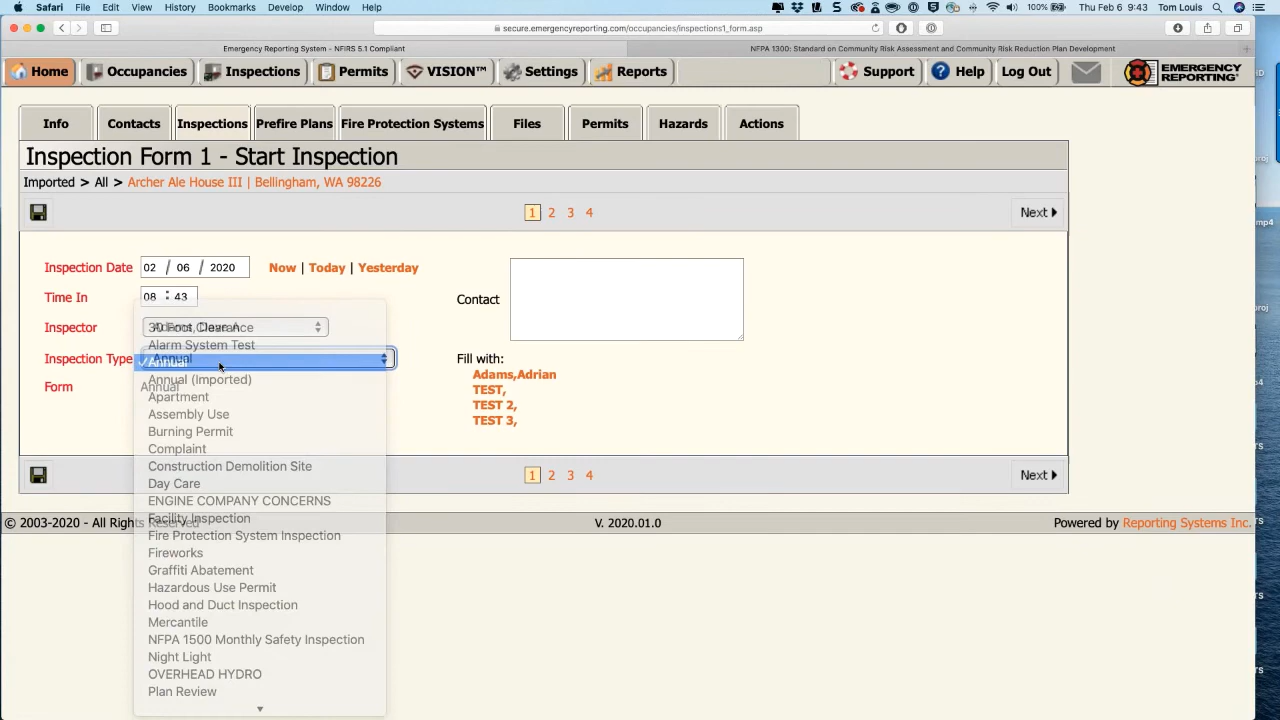 Safari File Edit View History Bookmarks Develop Window Help 100% Thu Feb 6 9:43 Tom Louis
secure.emergencyreporting.com/occupancies/inspections1_form.asp
Emergency Reporting System - NFIRS 5.1 Compliant NFPA 1300: Standard on Community Risk Assessment and Community Risk Reduction Plan Development
Home Occupancies Inspections Permits VISION™ Settings Reports Support Help Log Out EMERGENCY REPORTING
Info Contacts Inspections Prefire Plans Fire Protection Systems Files Permits Hazards Actions
Inspection Form 1 - Start Inspection
Imported > All > Archer Ale House III | Bellingham, WA 98226
1 2 3 4 Next
Inspection Date 02 / 06 / 2020 Now | Today | Yesterday
Time In 08 : 43
Contact
Inspector
30 Foot Clearance
Alarm System Test
Inspection Type Annual
Fill with:
✓Annual
Adams,Adrian
Annual (Imported)
Form Annual
TEST,
Apartment
TEST 2,
Assembly Use
TEST 3,
Burning Permit
Complaint
Construction Demolition Site
1 2 3 4 Next
Day Care
ENGINE COMPANY CONCERNS
Facility Inspection
© 2003-2020 - All Rights Reserved V. 2020.01.0 Powered by Reporting Systems Inc.
Fire Protection System Inspection
Fireworks
Graffiti Abatement
Hazardous Use Permit
Hood and Duct Inspection
Mercantile
NFPA 1500 Monthly Safety Inspection
Night Light
OVERHEAD HYDRO
Plan Review